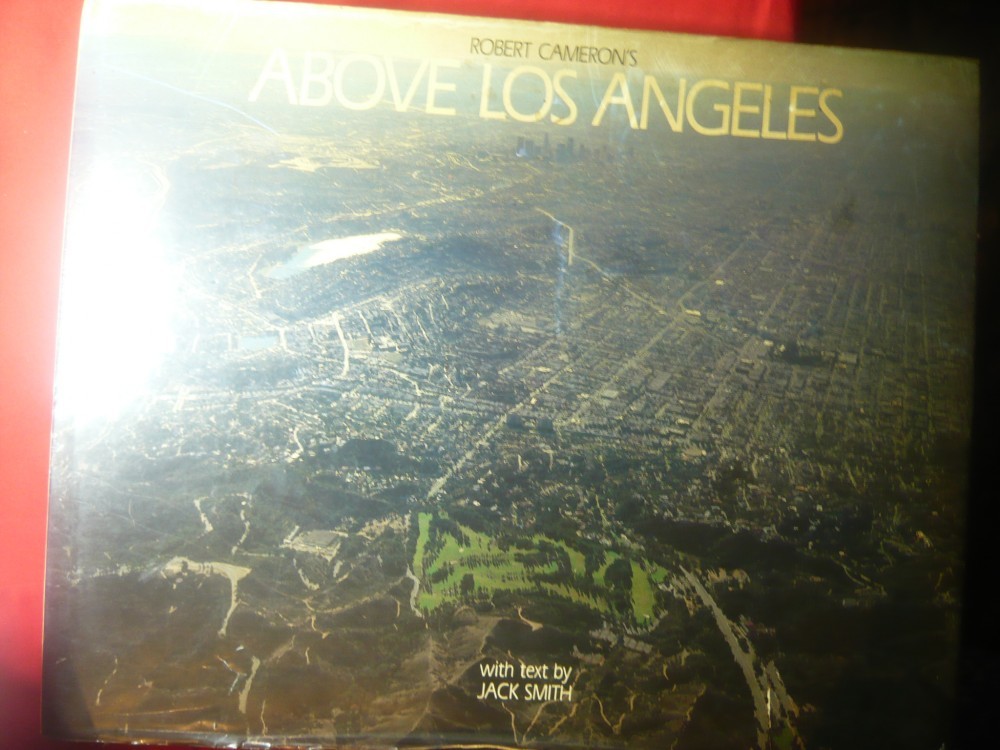 ROBERT CAMERON'S
ABOVE LOS ANGELES
with text by
JACK SMITH